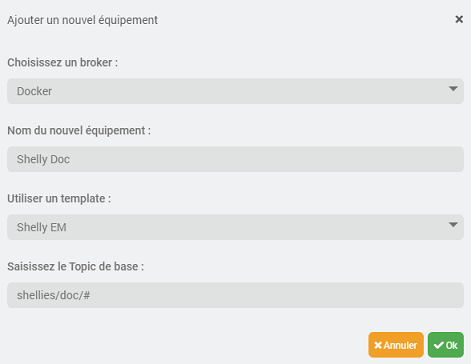 Ajouter un nouvel équipement
Choisissez un broker :
Docker
Nom du nouvel équipement :
Shelly Doc
Utiliser un template :
Shelly EM
Saisissez le Topic de base :
shellies/doc/#
Annuler Ok